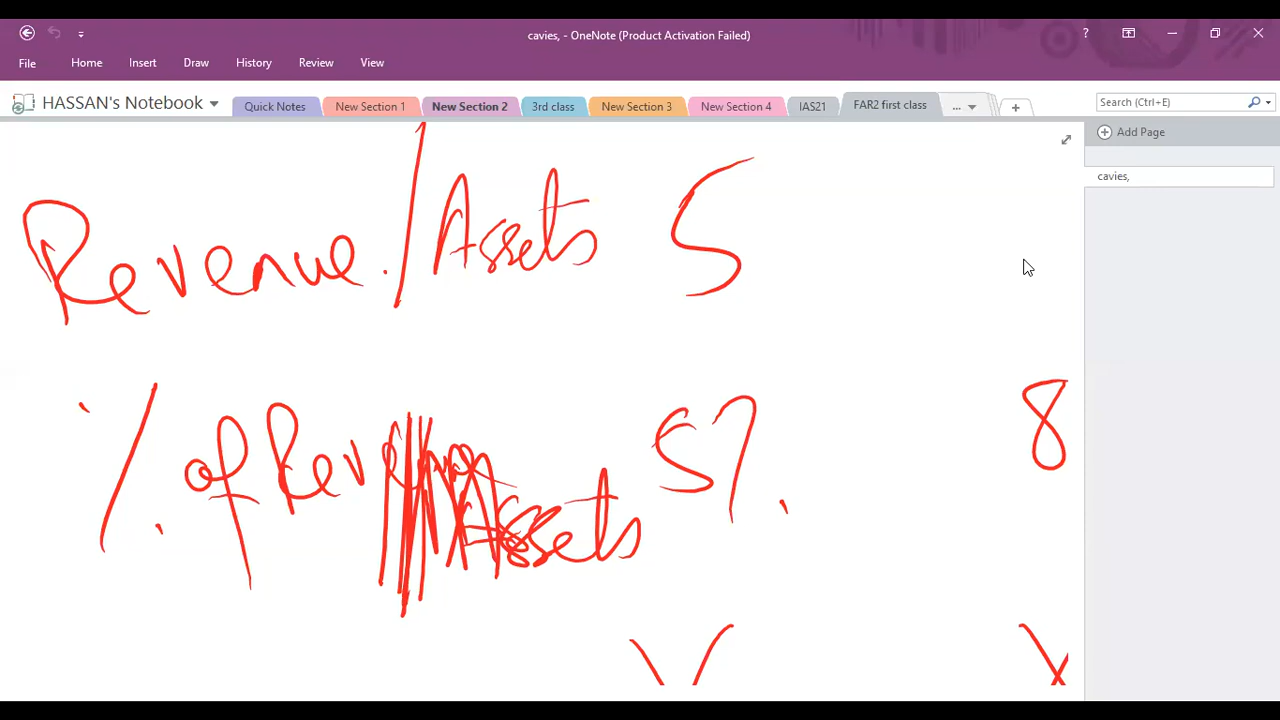 cavies, - OneNote (Product Activation Failed)
?
File Home Insert Draw History Review View
HASSAN's Notebook Quick Notes New Section 1 New Section 2 3rd class New Section 3 New Section 4 IAS21 FAR2 first class ... Search (Ctrl+E)
Add Page
cavies,
Revenue./Assets 5
% of Assets 5% 8